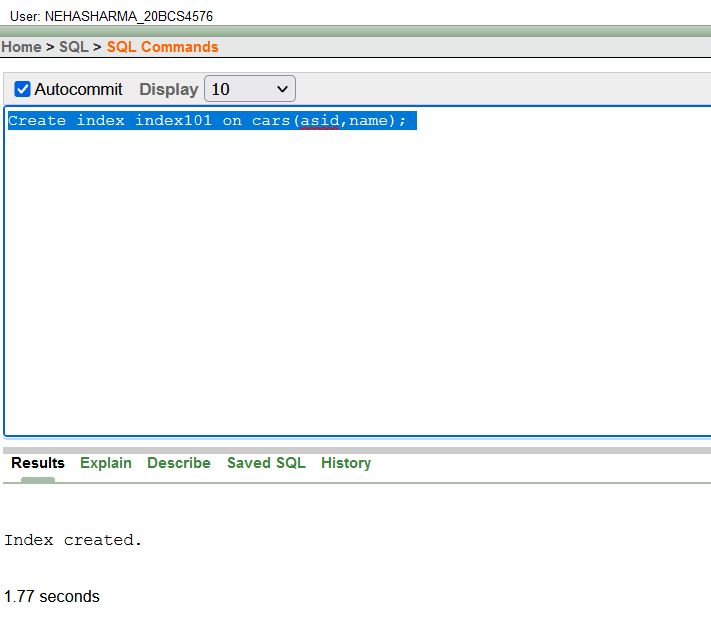 User: NEHASHARMA_20BCS4576
Home > SQL > SQL Commands
Autocommit Display 10
Create index index101 on cars(asid,name);
Results Explain Describe Saved SQL History
Index created.
1.77 seconds